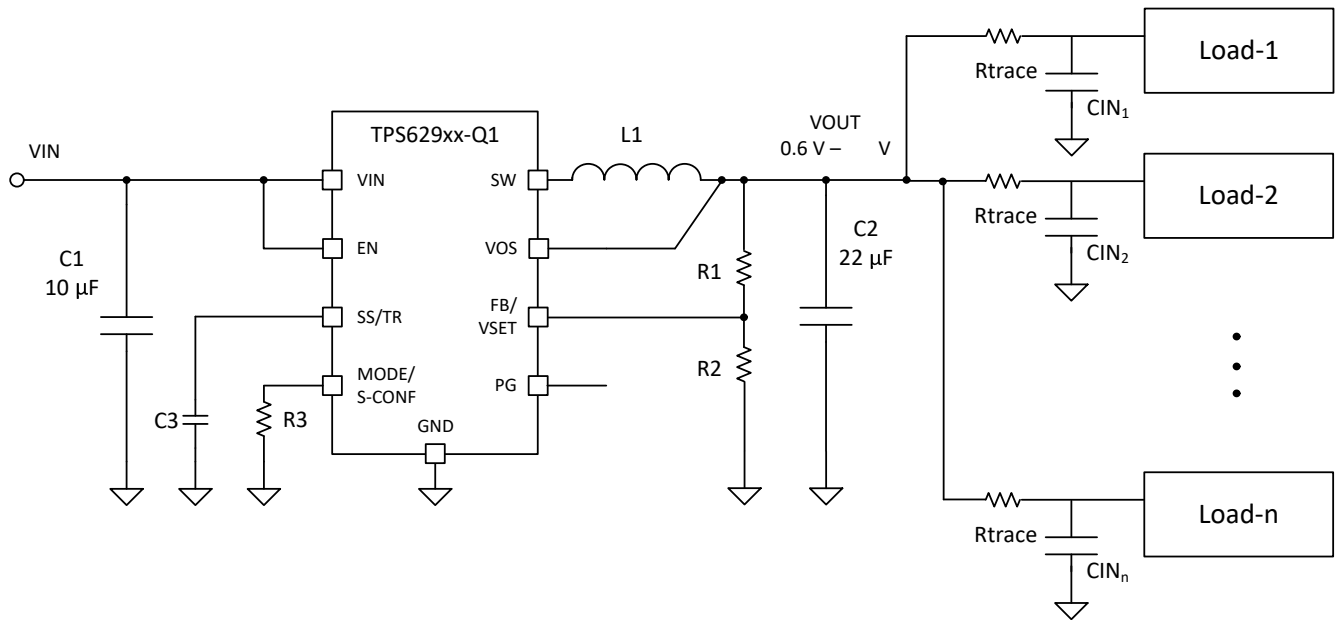 VIN
C1
10 µF
C3
R3
TPS629xx-Q1
VIN
EN
SS/TR
MODE/
S-CONF
GND
SW
VOS
FB/
VSET
PG
L1
R1
R2
VOUT
0.6 V – V
C2
22 µF
Rtrace
CIN₁
Load-1
Rtrace
CIN₂
Load-2
Rtrace
CINₙ
Load-n